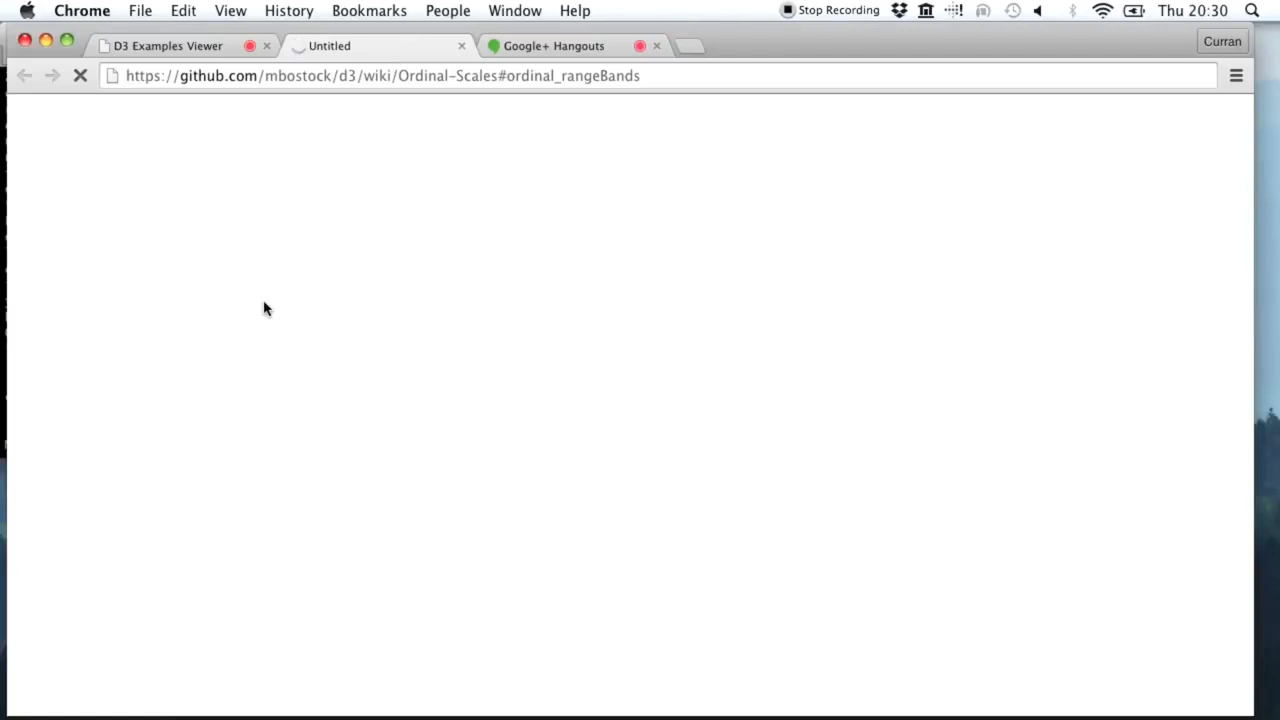 Chrome File Edit View History Bookmarks People Window Help Stop Recording Thu 20:30
D3 Examples Viewer Untitled Google+ Hangouts Curran
https://github.com/mbostock/d3/wiki/Ordinal-Scales#ordinal_rangeBands